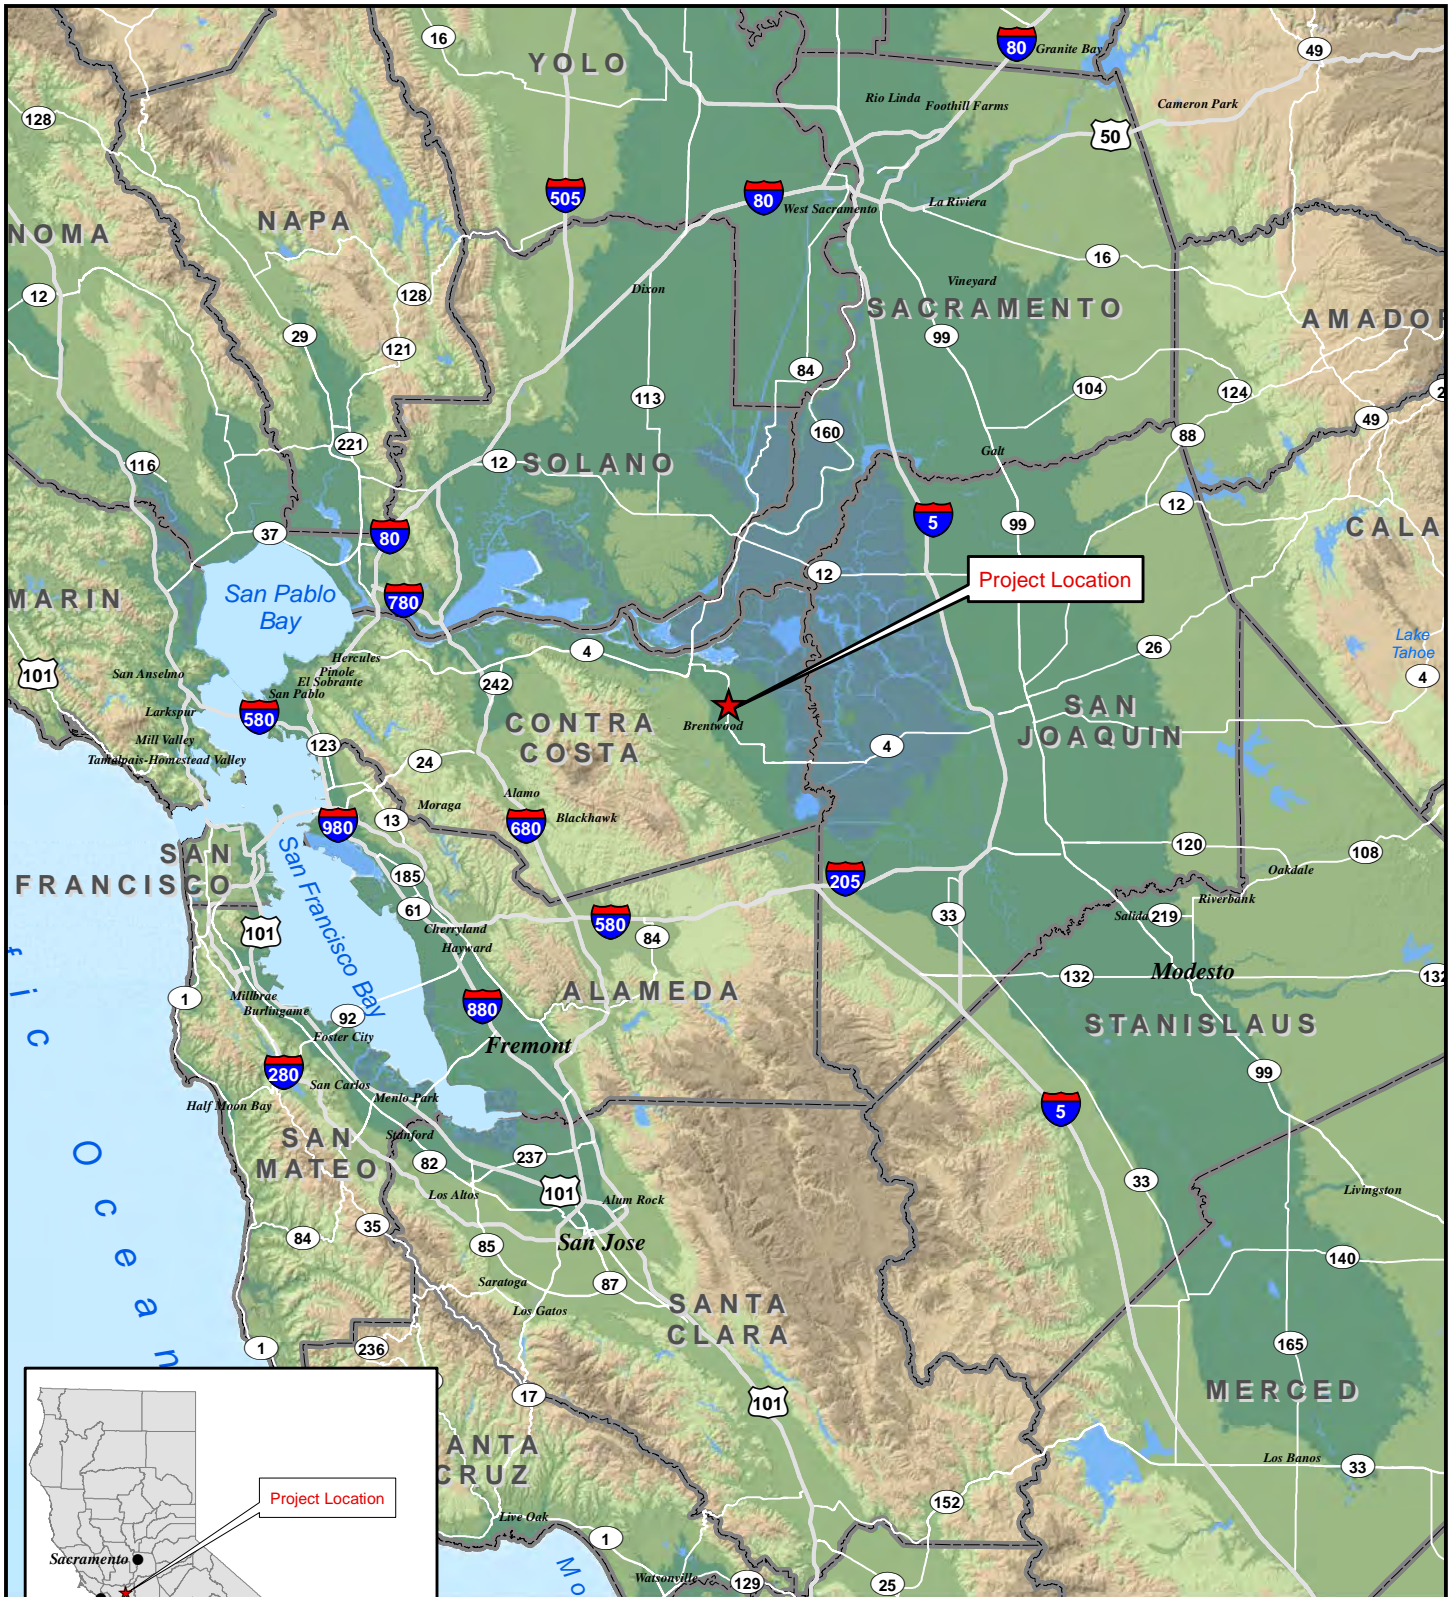 16
YOLO
80
Granite Bay
49
Rio Linda
Foothill Farms
Cameron Park
128
50
505
80
West Sacramento
La Riviera
NAPA
NOMA
16
12
128
Dixon
Vineyard
SACRAMENTO
AMADOR
29
99
121
84
113
104
124
49
221
160
88
116
12
SOLANO
Galt
12
37
80
5
99
CALA
San Pablo
Bay
780
12
Project Location
MARIN
4
26
Lake
Tahoe
4
101
San Anselmo
Hercules
Pinole
El Sobrante
San Pablo
242
Larkspur
580
CONTRA
COSTA
Brentwood
SAN
JOAQUIN
Mill Valley
Tamalpais-Homestead Valley
123
24
4
Alamo
Moraga
980
13
680
Blackhawk
SAN
FRANCISCO
San Francisco Bay
120
108
185
205
Oakdale
61
Riverbank
101
Cherryland
580
84
33
Salida
219
Hayward
f i c
132
Modesto
132
1
Millbrae
Burlingame
92
880
ALAMEDA
STANISLAUS
Foster City
Fremont
280
San Carlos
99
Menlo Park
Half Moon Bay
5
Ocean
SAN
MATEO
Stanford
82
237
33
Los Altos
101
Alum Rock
Livingston
84
35
85
San Jose
140
Saratoga
87
Los Gatos
SANTA
CLARA
1
236
165
17
101
MERCED
ANTA
CRUZ
Los Banos
33
Project Location
152
Live Oak
1
Sacramento
Mo
Watsonville
129
25